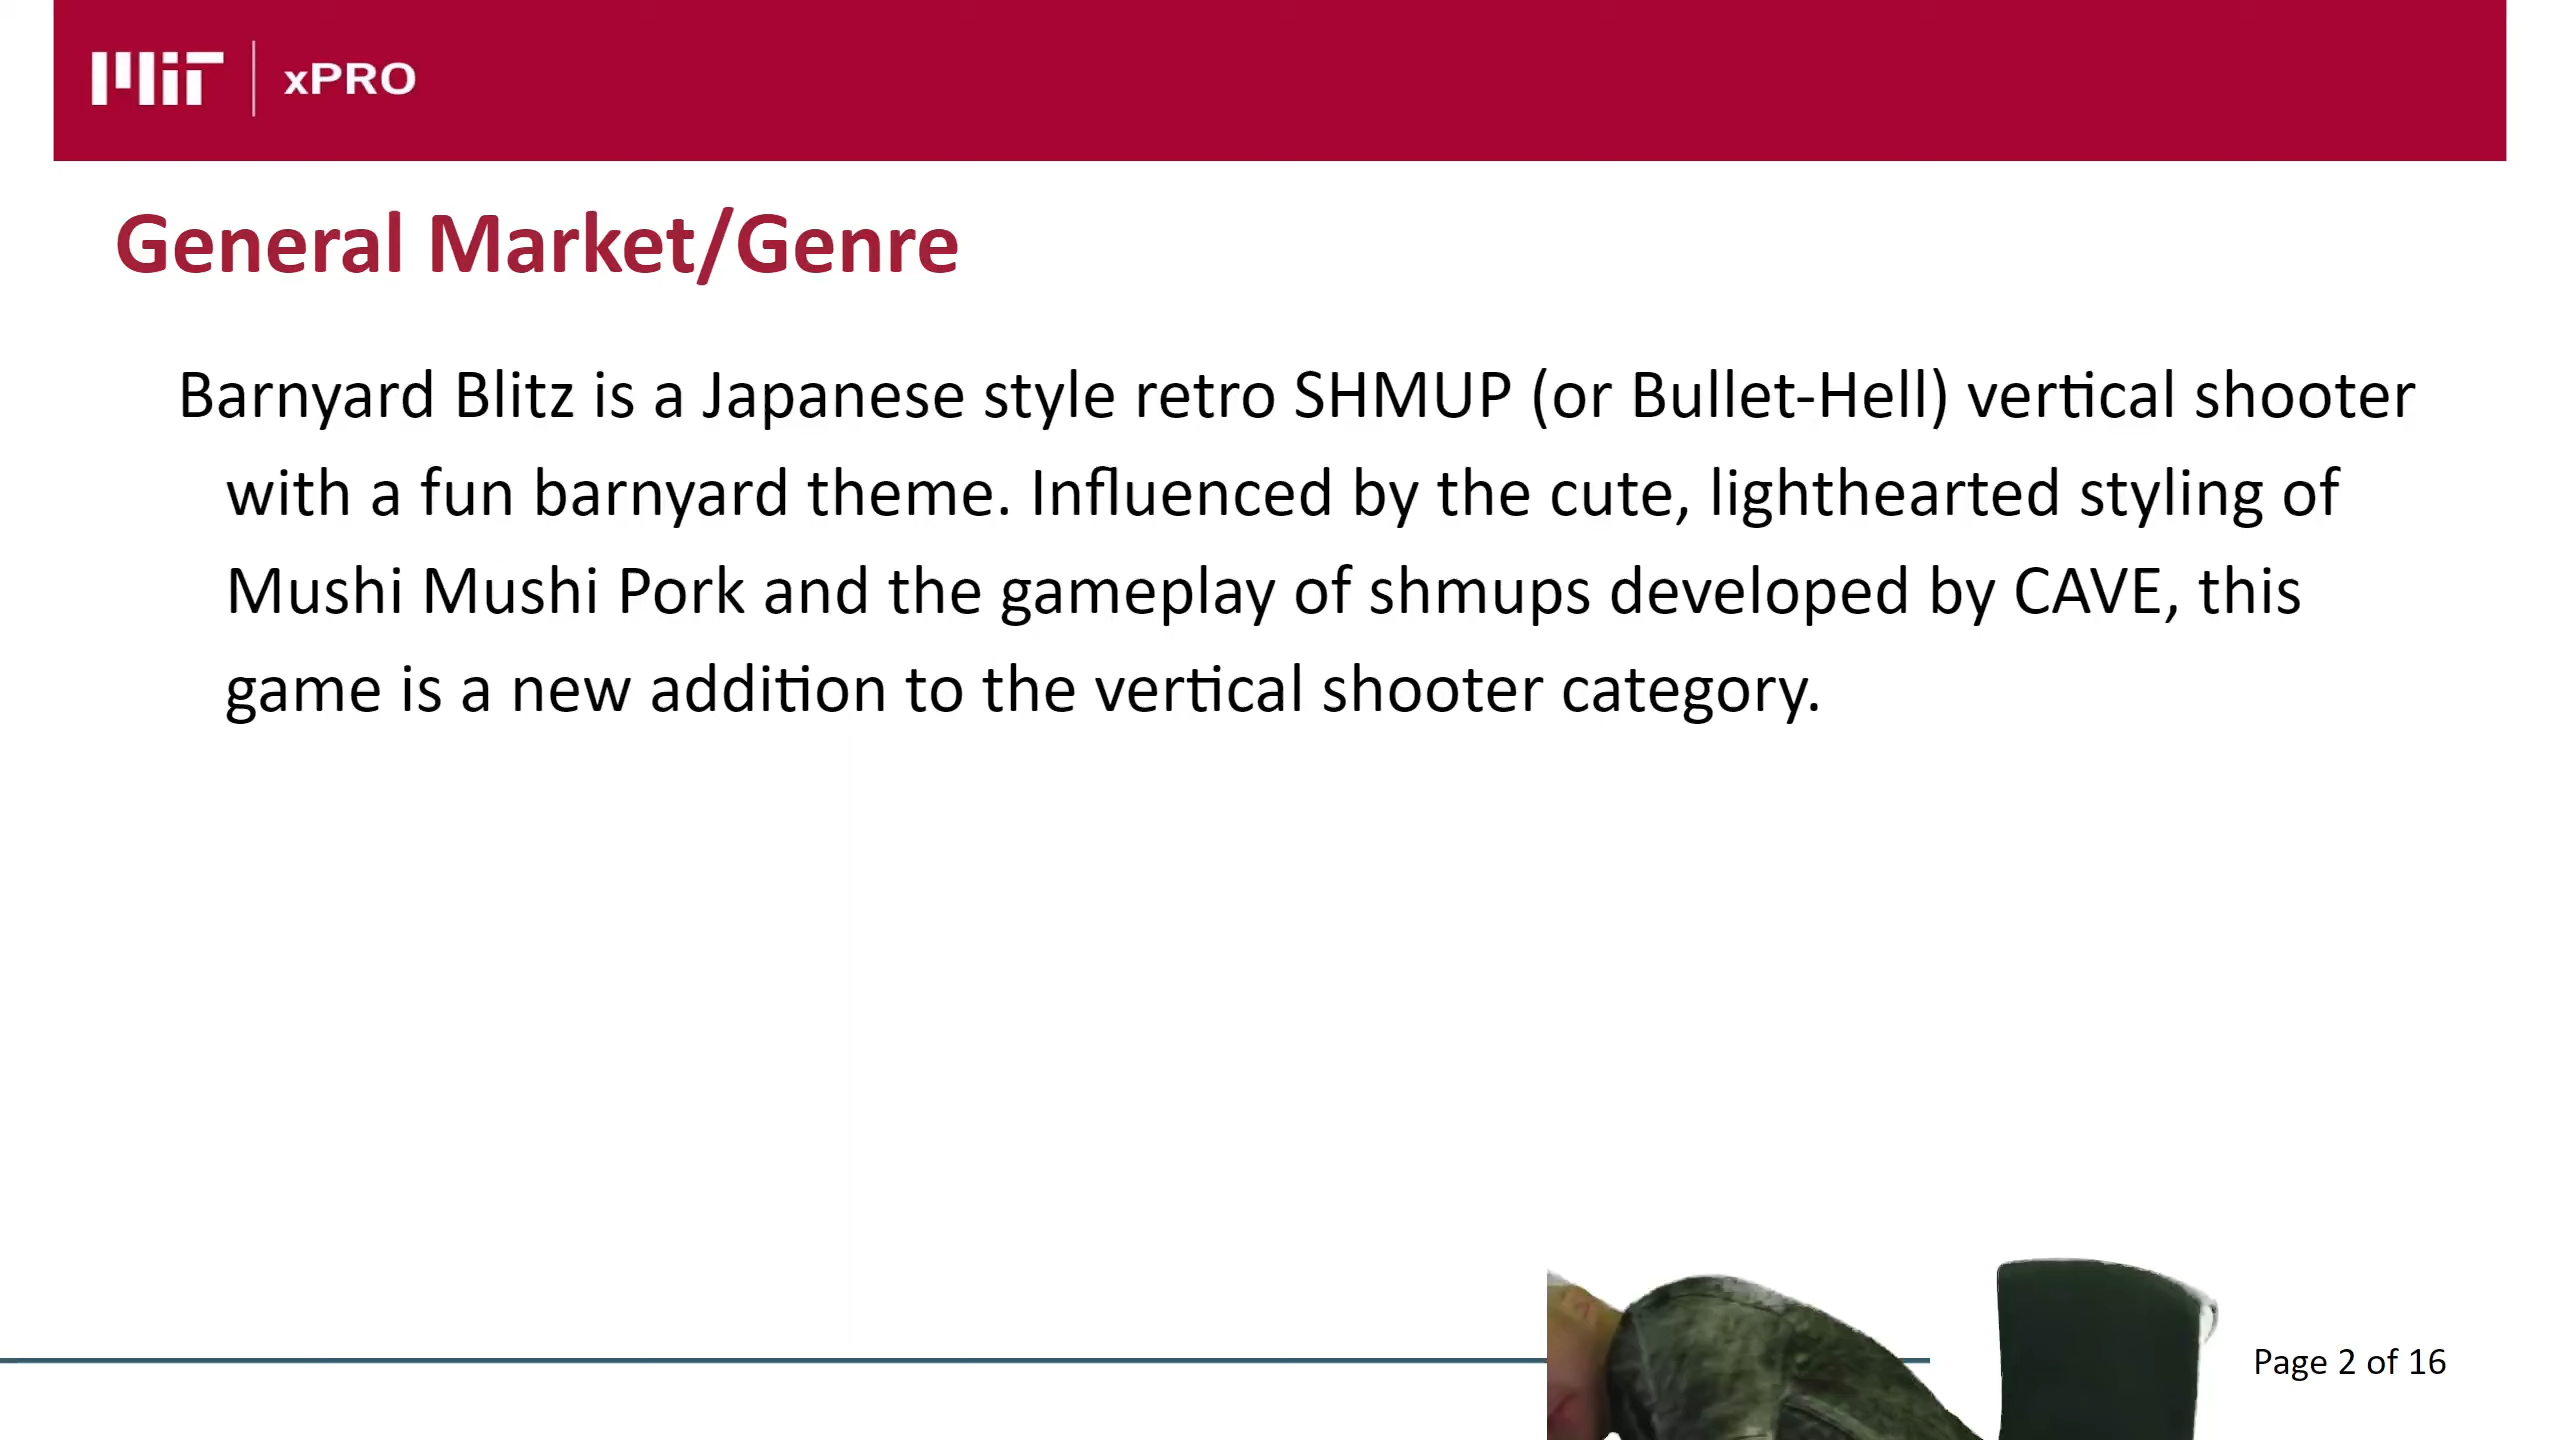 MIT xPRO
General Market/Genre
Barnyard Blitz is a Japanese style retro SHMUP (or Bullet-Hell) vertical shooter
with a fun barnyard theme. Influenced by the cute, lighthearted styling of
Mushi Mushi Pork and the gameplay of shmups developed by CAVE, this
game is a new addition to the vertical shooter category.
Page 2 of 16